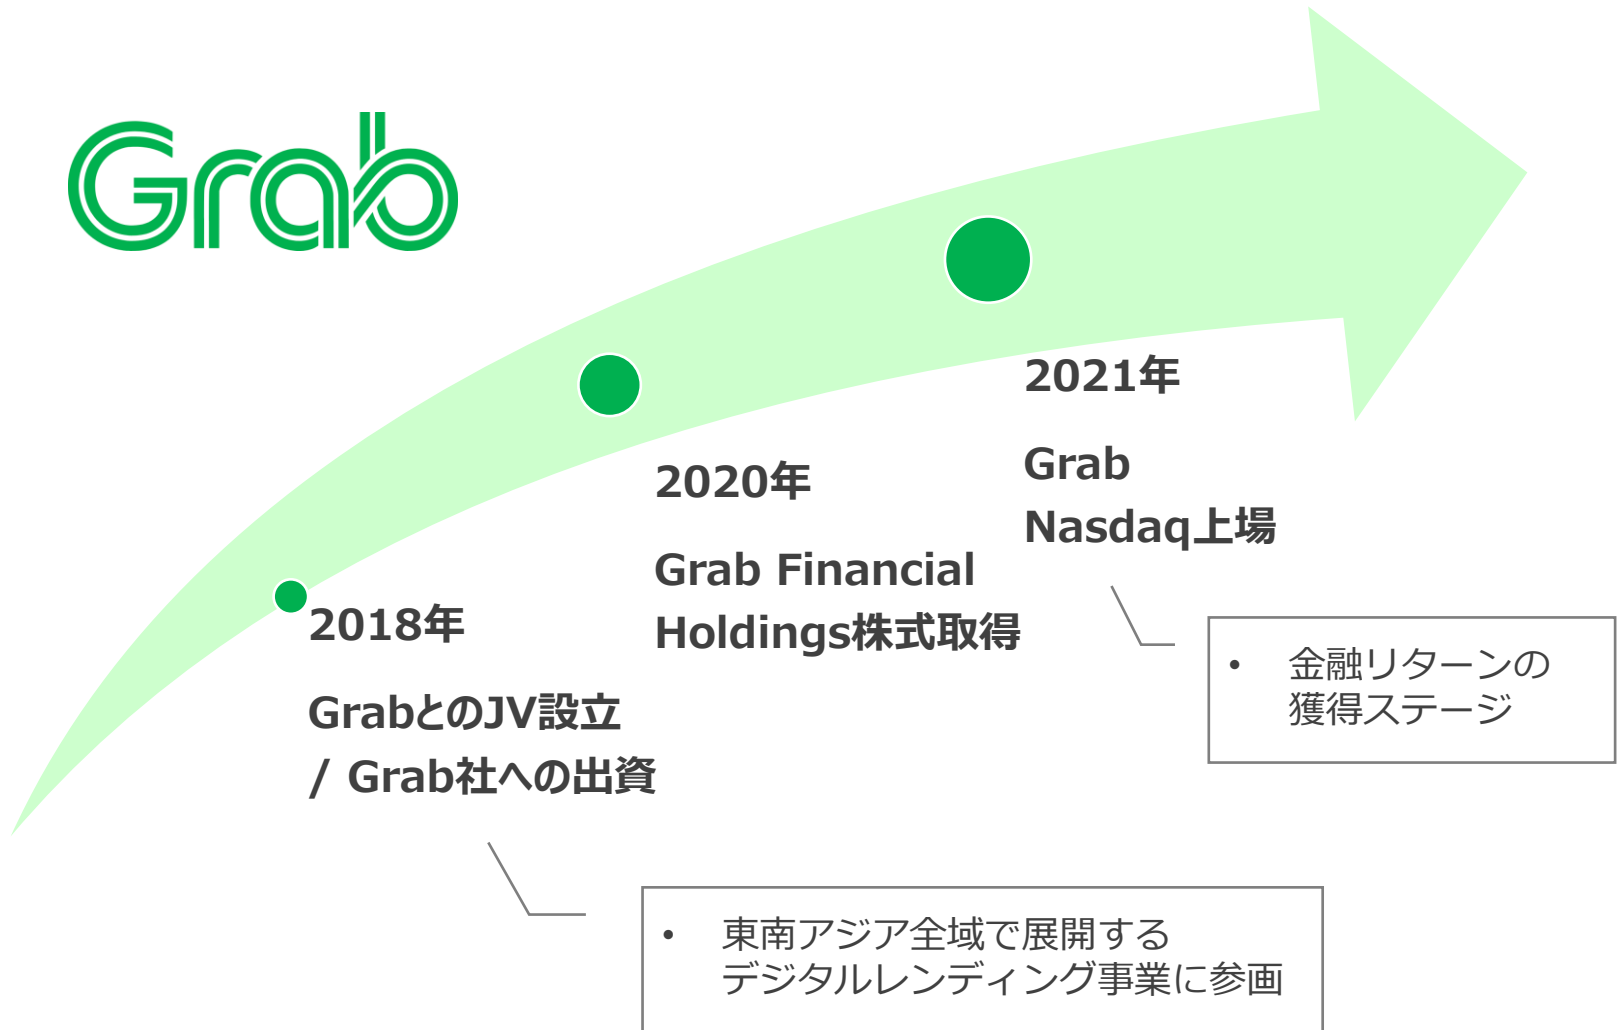 Grab
2018年
GrabとのJV設立
/ Grab社への出資
• 東南アジア全域で展開する
デジタルレンディング事業に参画
2020年
Grab Financial
Holdings株式取得
2021年
Grab
Nasdaq上場
• 金融リターンの
獲得ステージ